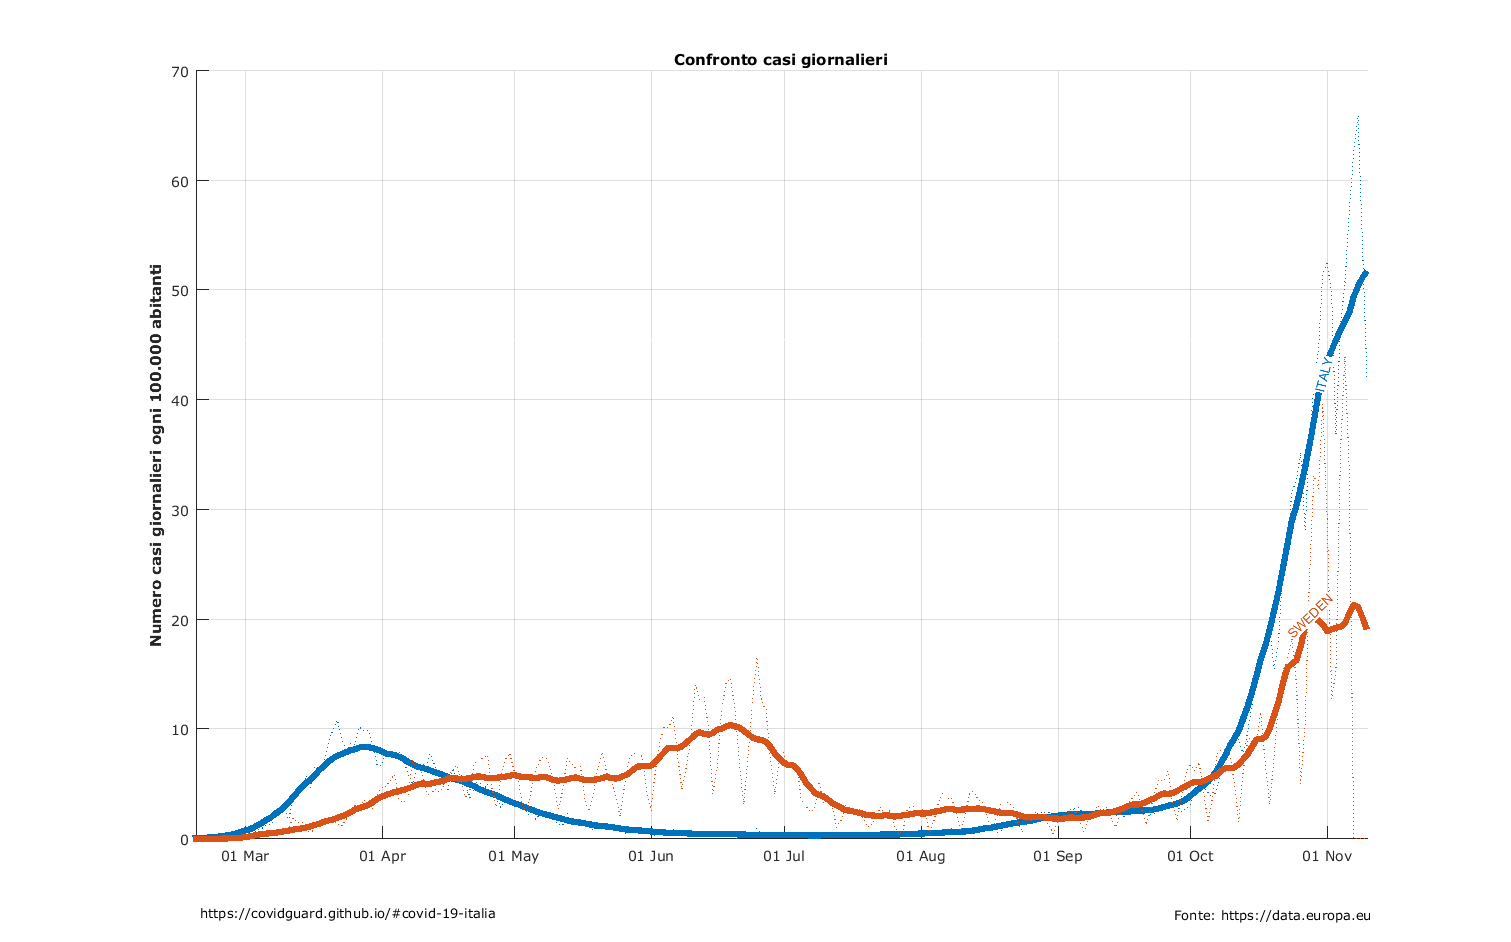 Confronto casi giornalieri
Numero casi giornalieri ogni 100.000 abitanti
70
60
50
40
30
20
10
0
ITALY
SWEDEN
01 Mar
01 Apr
01 May
01 Jun
01 Jul
01 Aug
01 Sep
01 Oct
01 Nov
https://covidguard.github.io/#covid-19-italia
Fonte: https://data.europa.eu